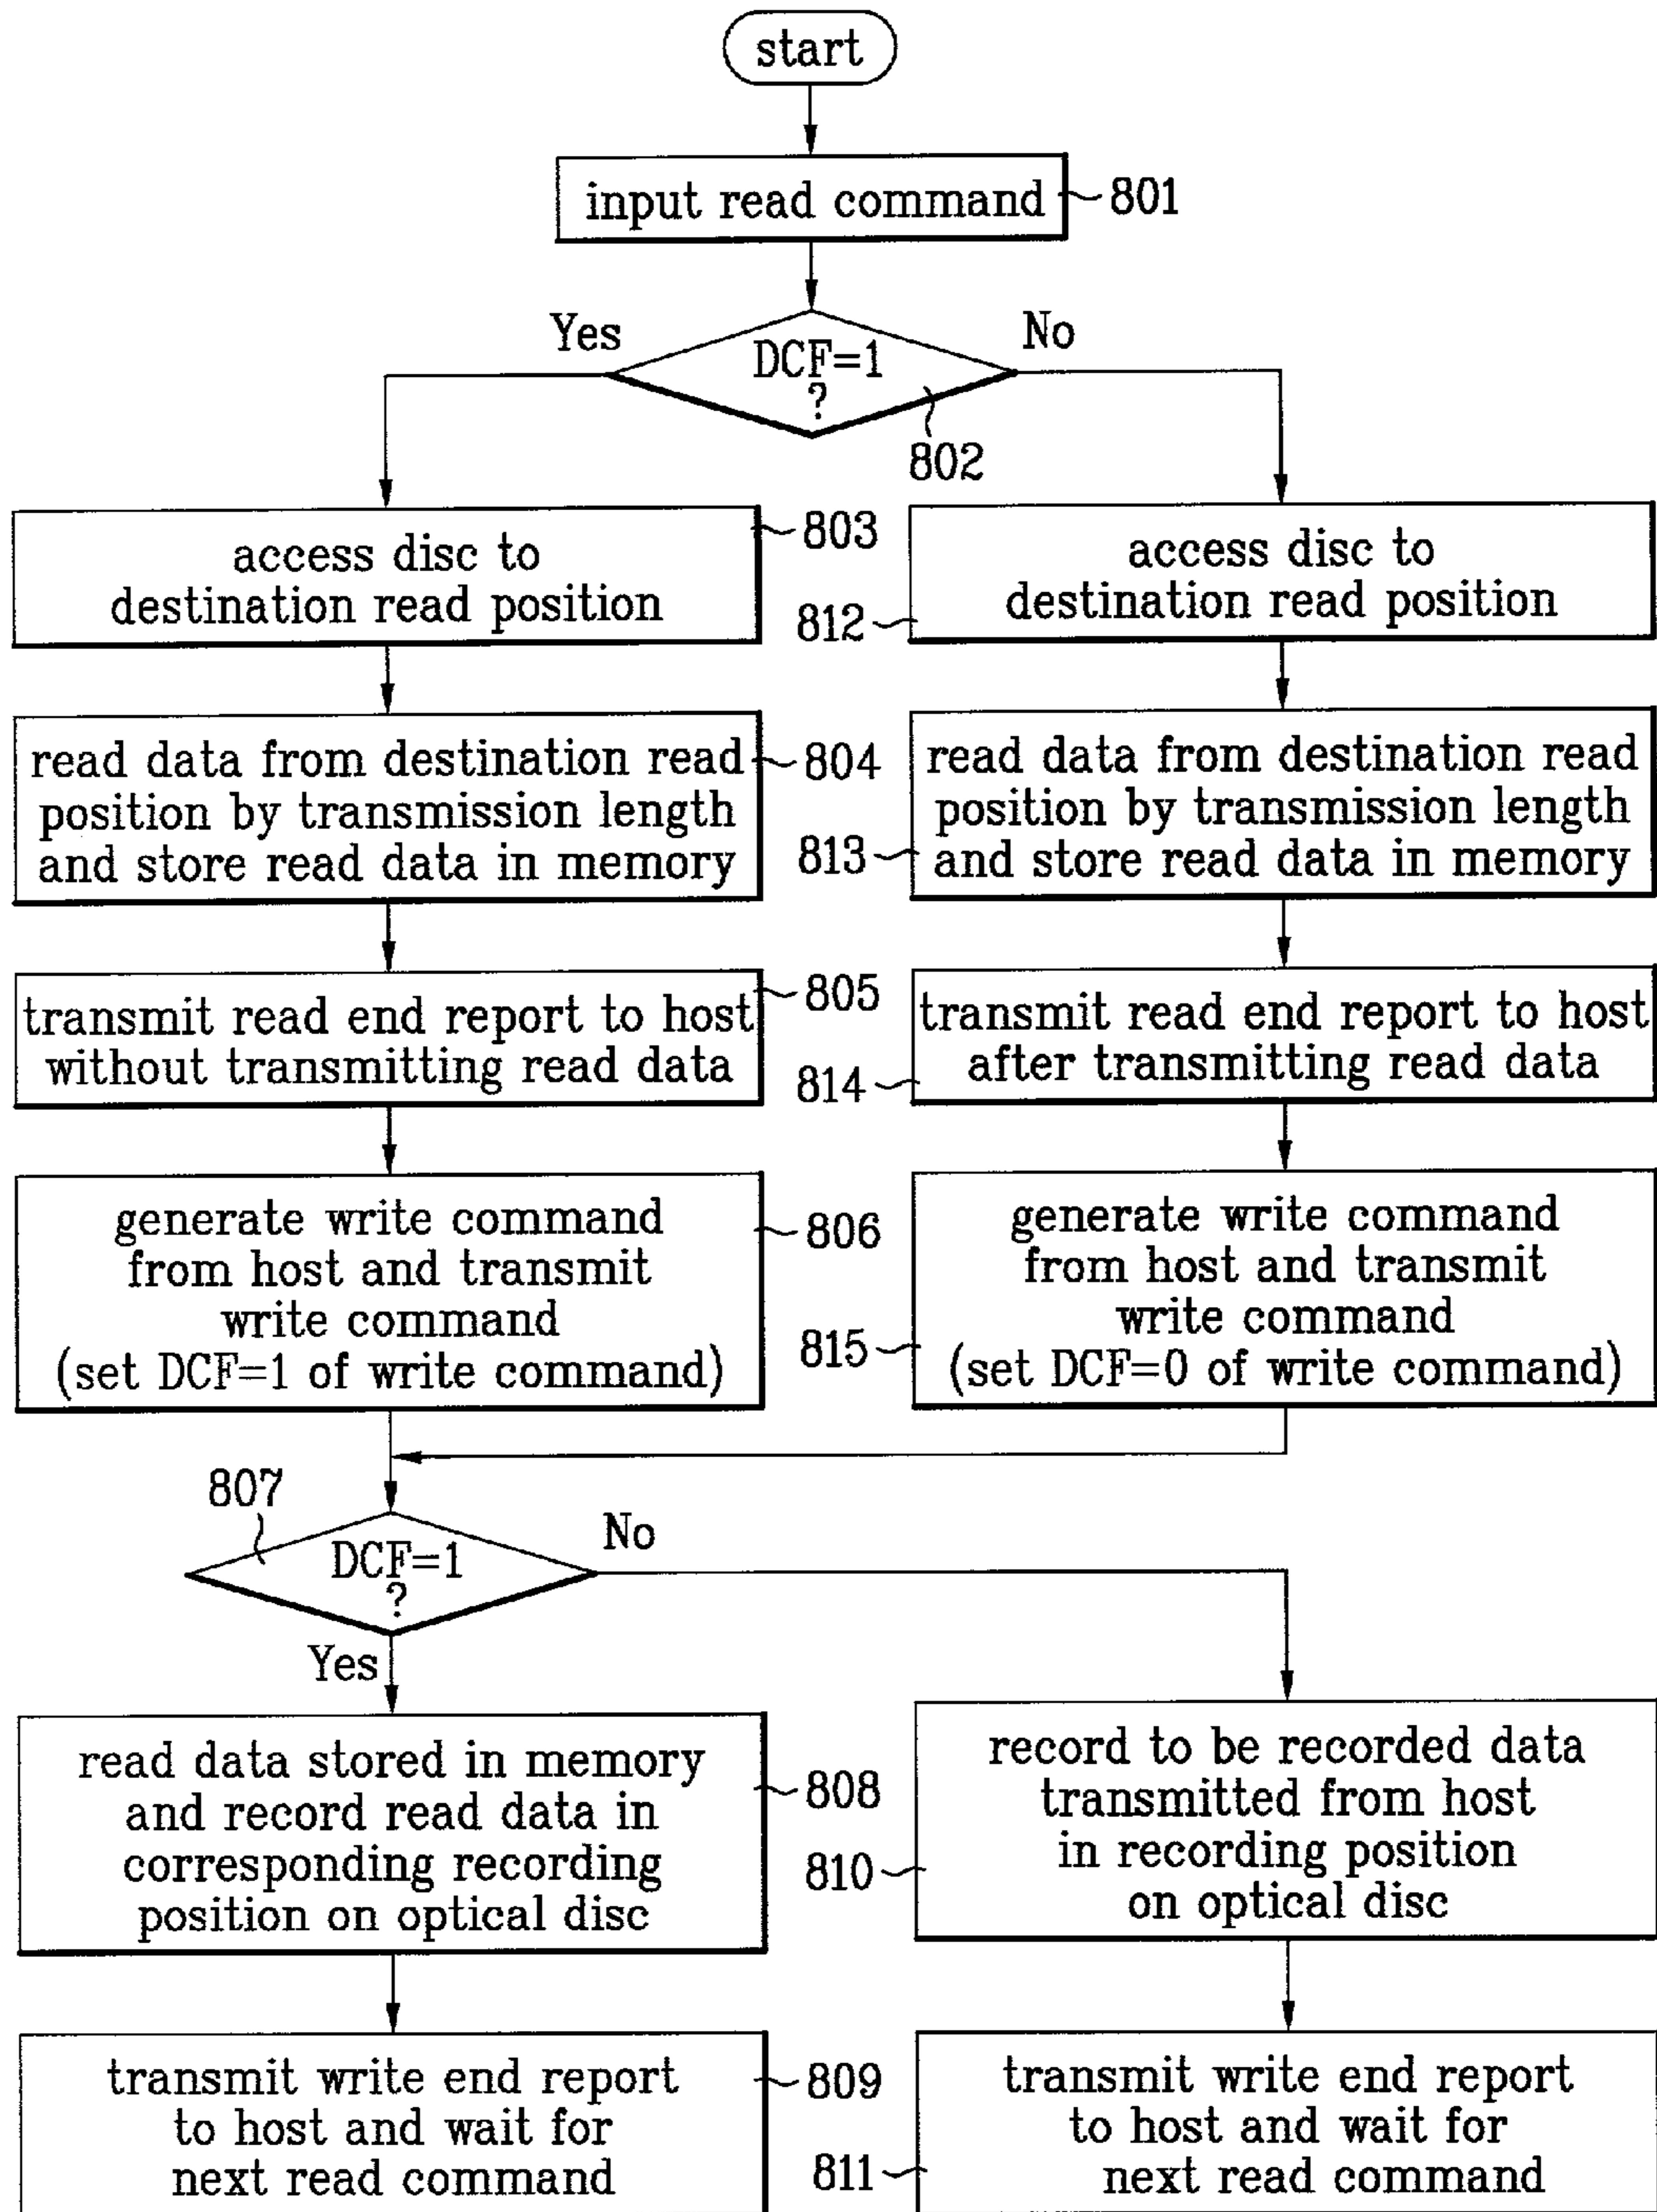 start
input read command
801
Yes
No
DCF=1
?
802
access disc to
destination read position
803
access disc to
destination read position
812
read data from destination read
position by transmission length
and store read data in memory
804
read data from destination read
position by transmission length
and store read data in memory
813
transmit read end report to host
without transmitting read data
805
transmit read end report to host
after transmitting read data
814
generate write command
from host and transmit
write command
(set DCF=1 of write command)
806
generate write command
from host and transmit
write command
(set DCF=0 of write command)
815
807
DCF=1
?
No
Yes
read data stored in memory
and record read data in
corresponding recording
position on optical disc
808
record to be recorded data
transmitted from host
in recording position
on optical disc
810
transmit write end report
to host and wait for
next read command
809
transmit write end report
to host and wait for
next read command
811